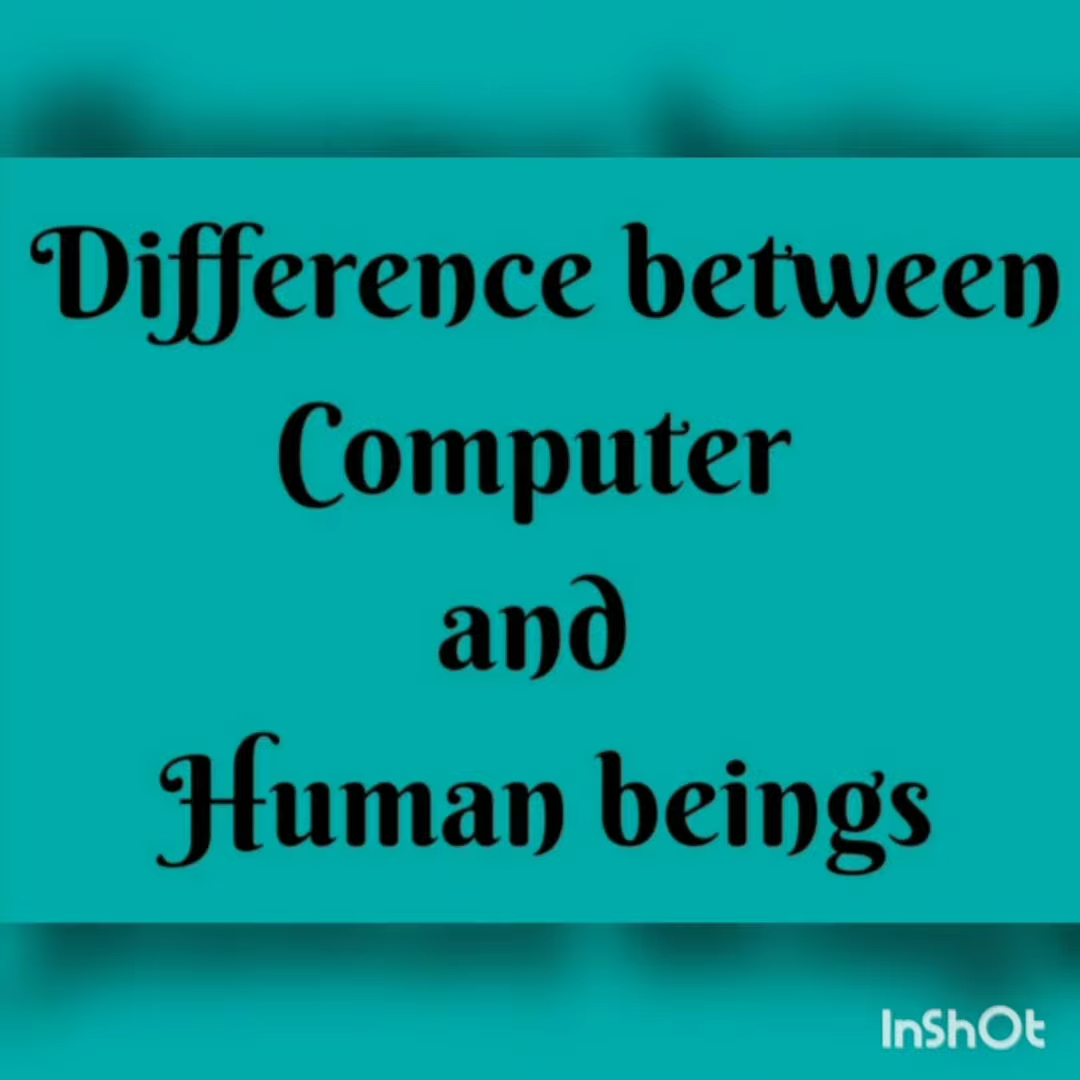 Difference between
Computer
and
Human beings
InShOt